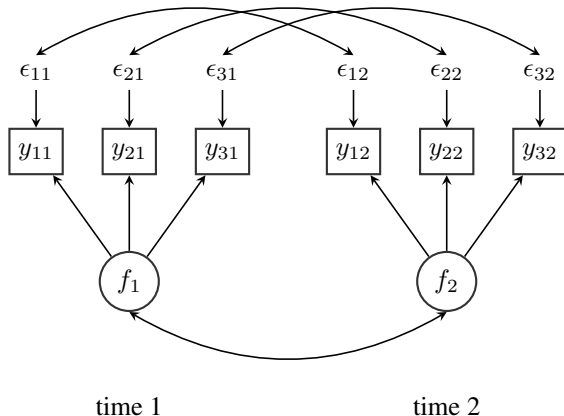 ϵ₁₁ ϵ₂₁ ϵ₃₁ ϵ₁₂ ϵ₂₂ ϵ₃₂
y₁₁ y₂₁ y₃₁ y₁₂ y₂₂ y₃₂
f₁ f₂
time 1 time 2